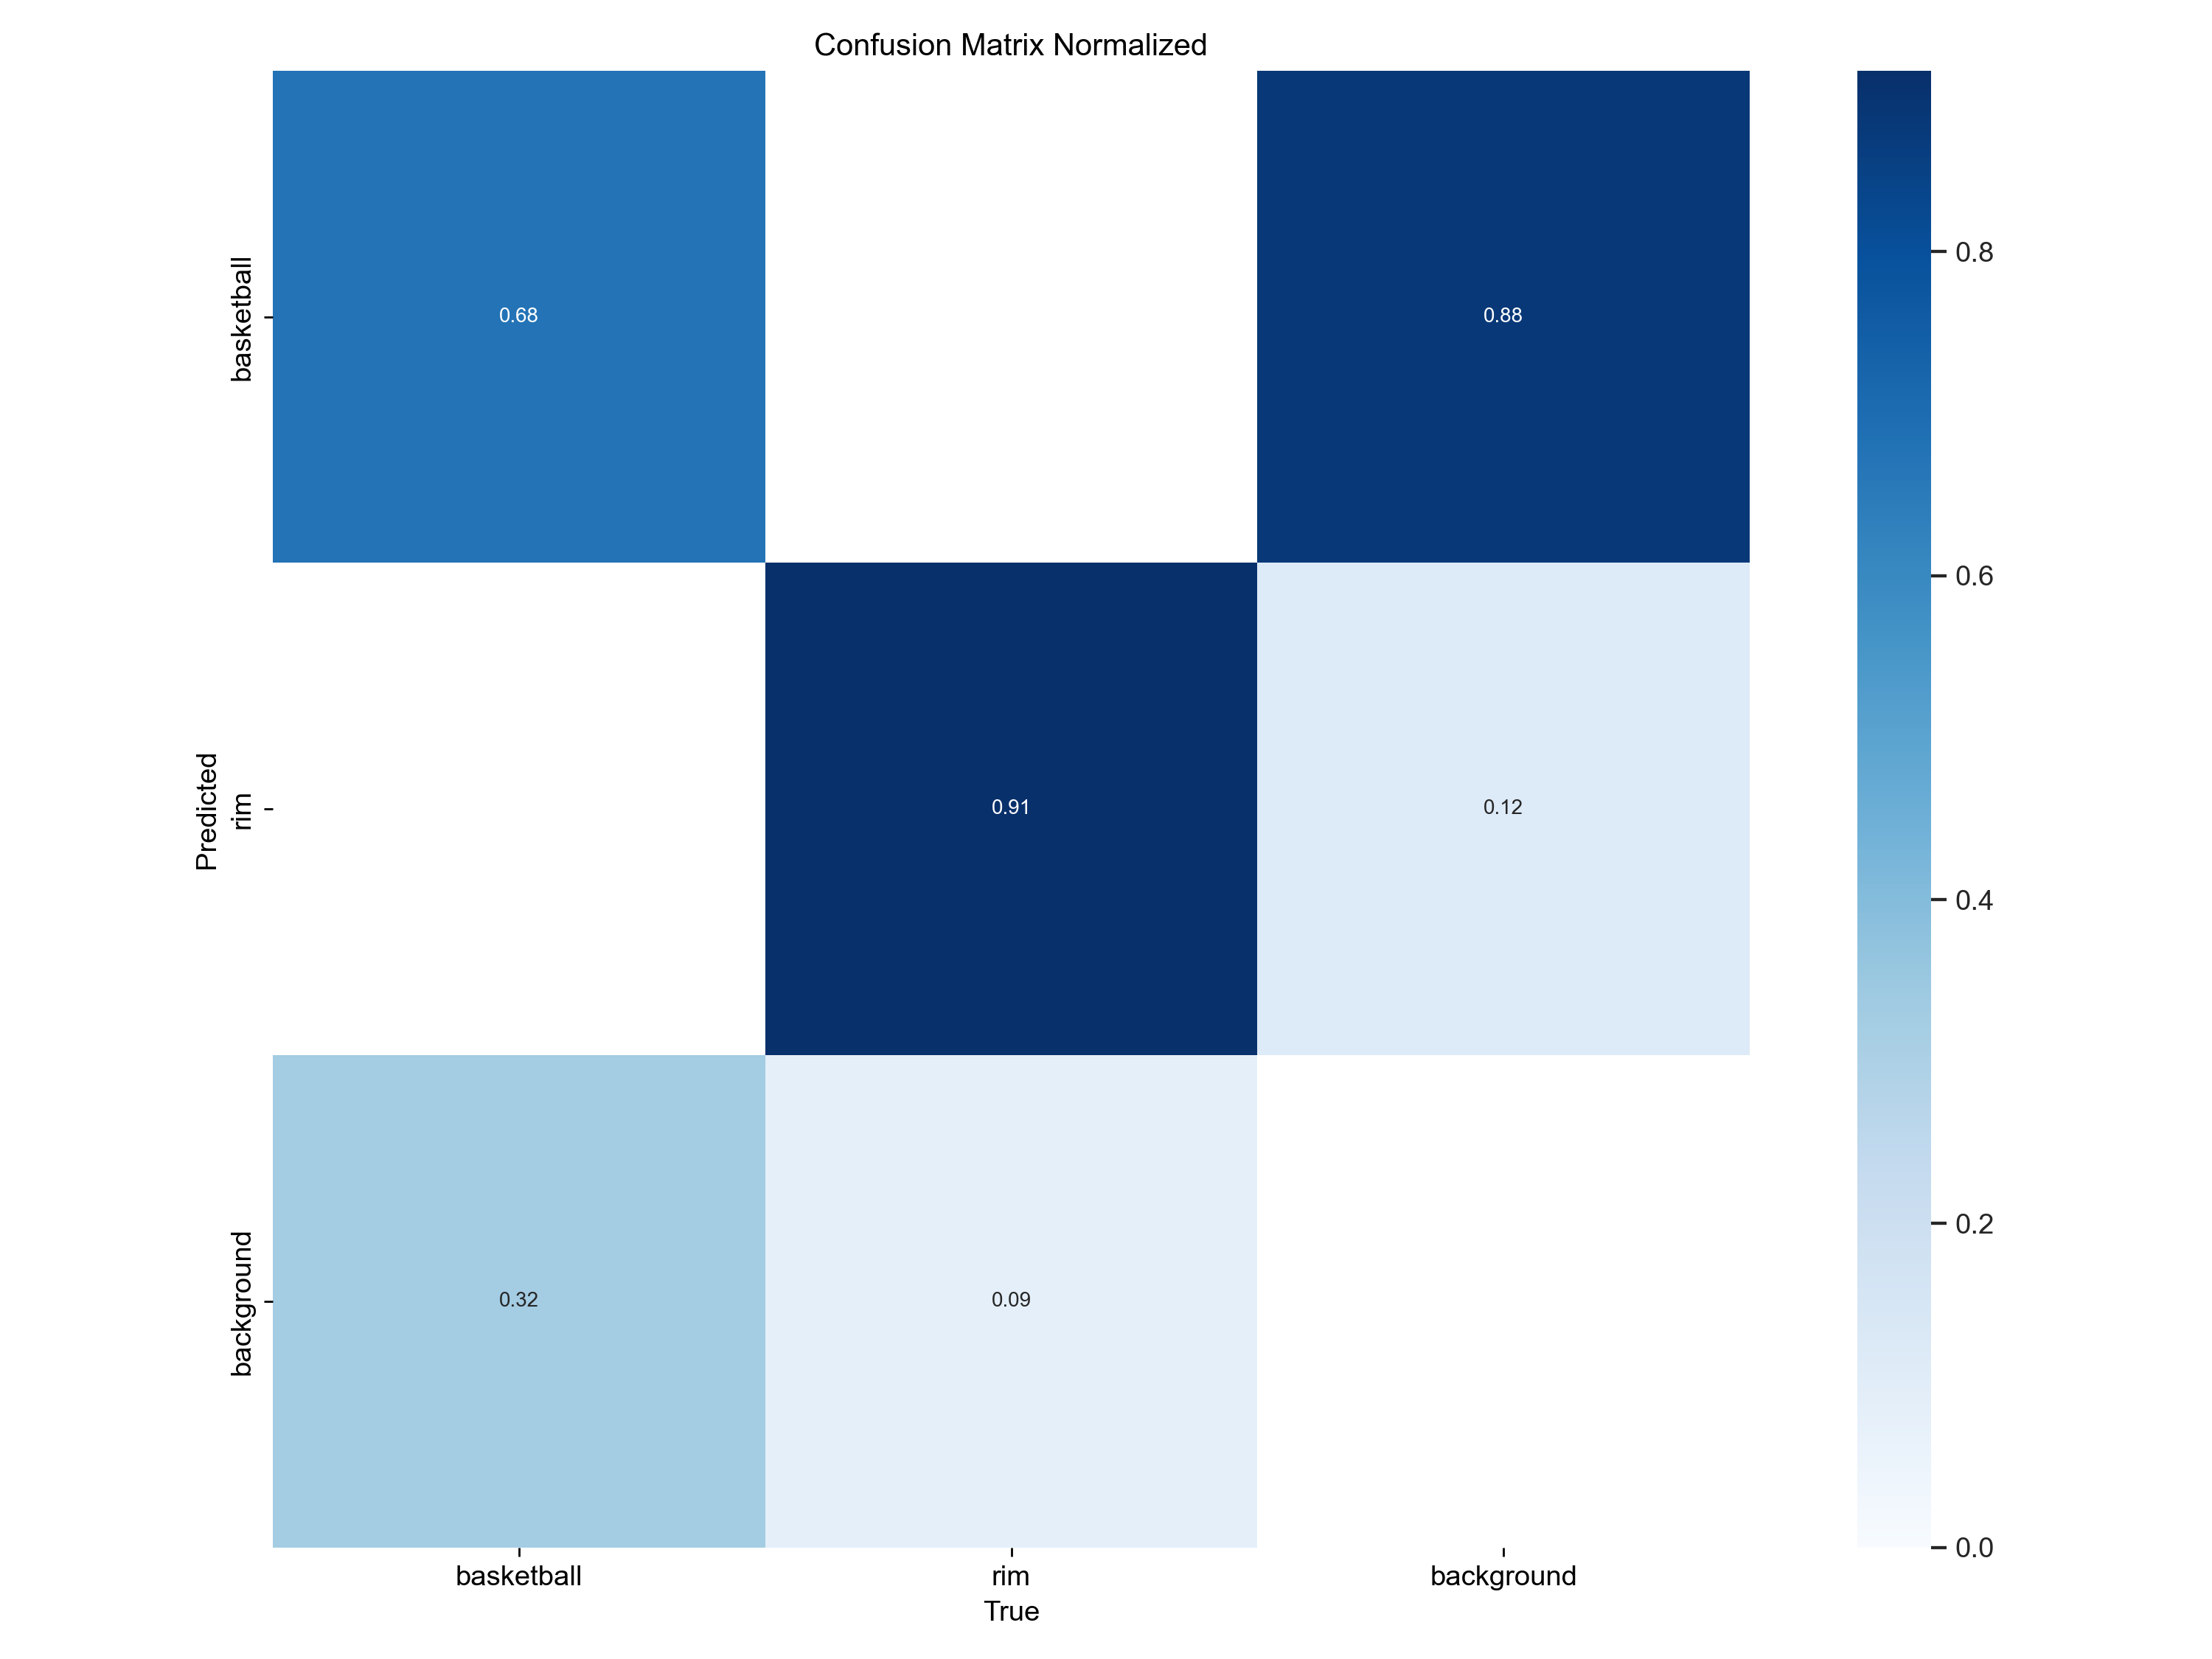 Confusion Matrix Normalized
basketball
0.68
0.88
Predicted
rim
0.91
0.12
background
0.32
0.09
basketball
rim
background
True
0.8
0.6
0.4
0.2
0.0